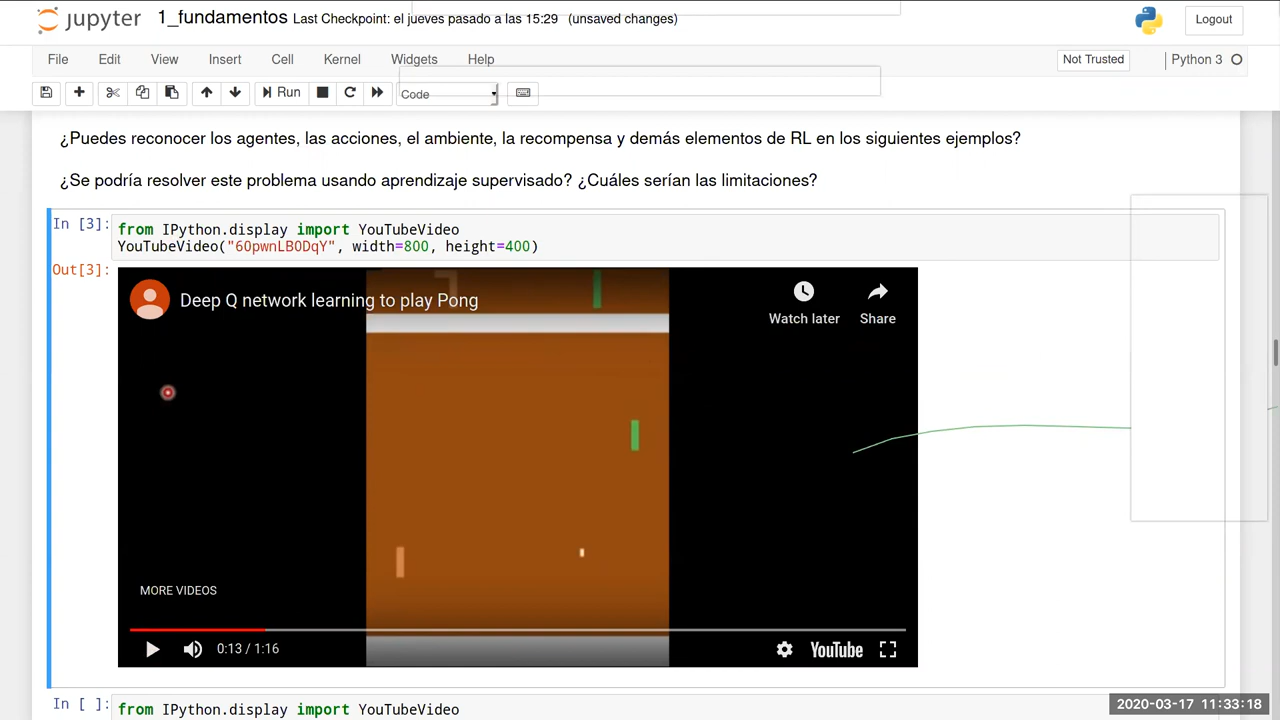 jupyter 1_fundamentos Last Checkpoint: el jueves pasado a las 15:29 (unsaved changes) Logout
File Edit View Insert Cell Kernel Widgets Help Not Trusted Python 3
Run Code
¿Puedes reconocer los agentes, las acciones, el ambiente, la recompensa y demás elementos de RL en los siguientes ejemplos?
¿Se podría resolver este problema usando aprendizaje supervisado? ¿Cuáles serían las limitaciones?
In [3]: from IPython.display import YouTubeVideo
YouTubeVideo("6OpwnLB0DqY", width=800, height=400)
Out[3]:
Deep Q network learning to play Pong
Watch later Share
MORE VIDEOS
0:13 / 1:16 YouTube
In [ ]: from IPython.display import YouTubeVideo
2020-03-17 11:33:18